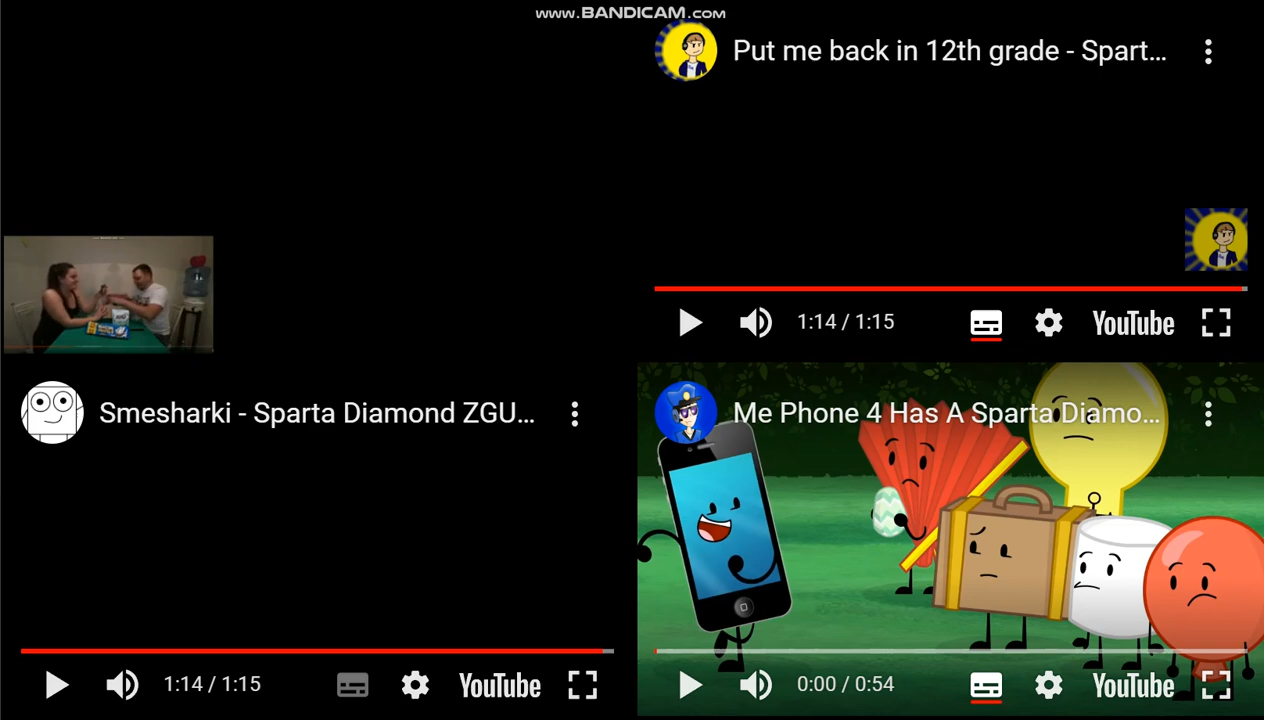 www.BANDICAM.com
Put me back in 12th grade - Spart...
1:14 / 1:15
YouTube
Smesharki - Sparta Diamond ZGU...
1:14 / 1:15
YouTube
Me Phone 4 Has A Sparta Diamo...
0:00 / 0:54
YouTube